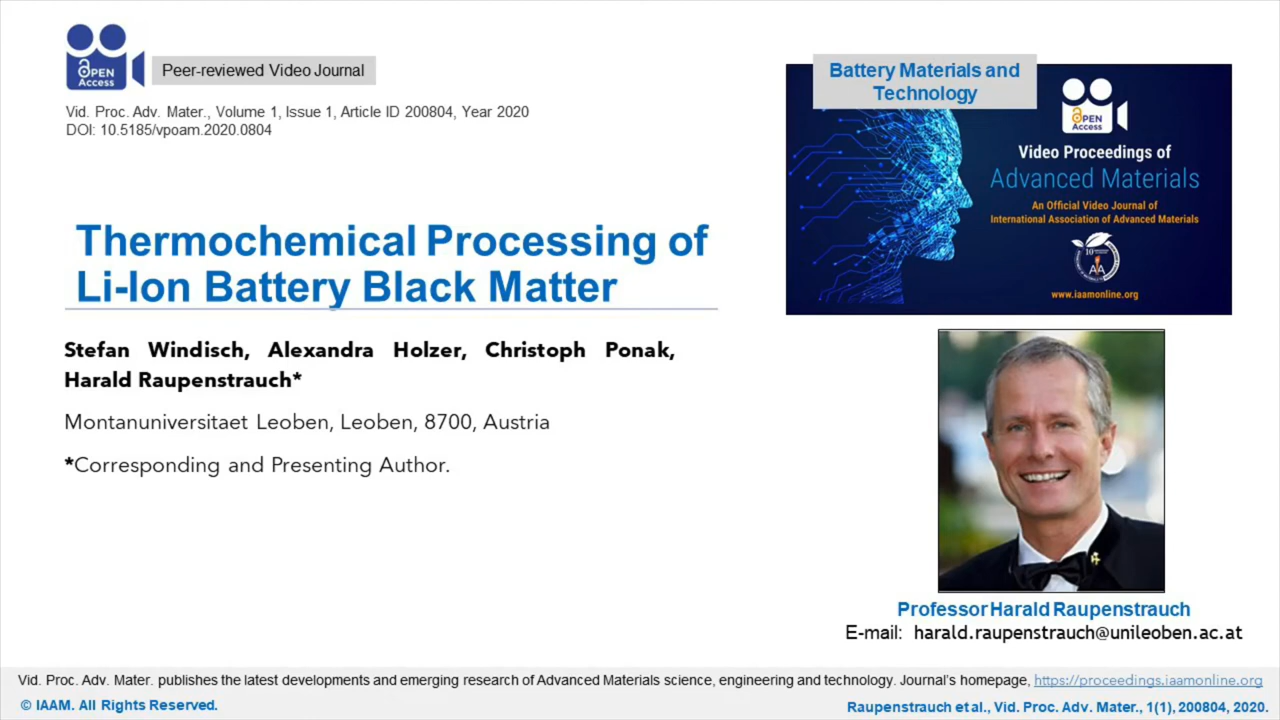 OPEN
Access
Peer-reviewed Video Journal
Vid. Proc. Adv. Mater., Volume 1, Issue 1, Article ID 200804, Year 2020
DOI: 10.5185/vpoam.2020.0804
Thermochemical Processing of
Li-Ion Battery Black Matter
Stefan Windisch, Alexandra Holzer, Christoph Ponak,
Harald Raupenstrauch*
Montanuniversitaet Leoben, Leoben, 8700, Austria
*Corresponding and Presenting Author.
Battery Materials and
Technology
OPEN
Access
Video Proceedings of
Advanced Materials
An Official Video Journal of
International Association of Advanced Materials
www.iaamonline.org
Professor Harald Raupenstrauch
E-mail: harald.raupenstrauch@unileoben.ac.at
Vid. Proc. Adv. Mater. publishes the latest developments and emerging research of Advanced Materials science, engineering and technology. Journal's homepage, https://proceedings.iaamonline.org
© IAAM. All Rights Reserved.
Raupenstrauch et al., Vid. Proc. Adv. Mater., 1(1), 200804, 2020.